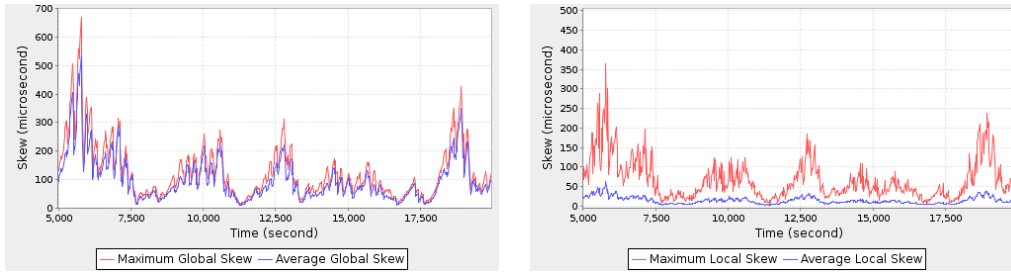 700
600
500
400
300
200
100
0
Skew (microsecond)
5,000 7,500 10,000 12,500 15,000 17,500
Time (second)
Maximum Global Skew Average Global Skew
500
450
400
350
300
250
200
150
100
50
0
Skew (microsecond)
5,000 7,500 10,000 12,500 15,000 17,500
Time (second)
Maximum Local Skew Average Local Skew